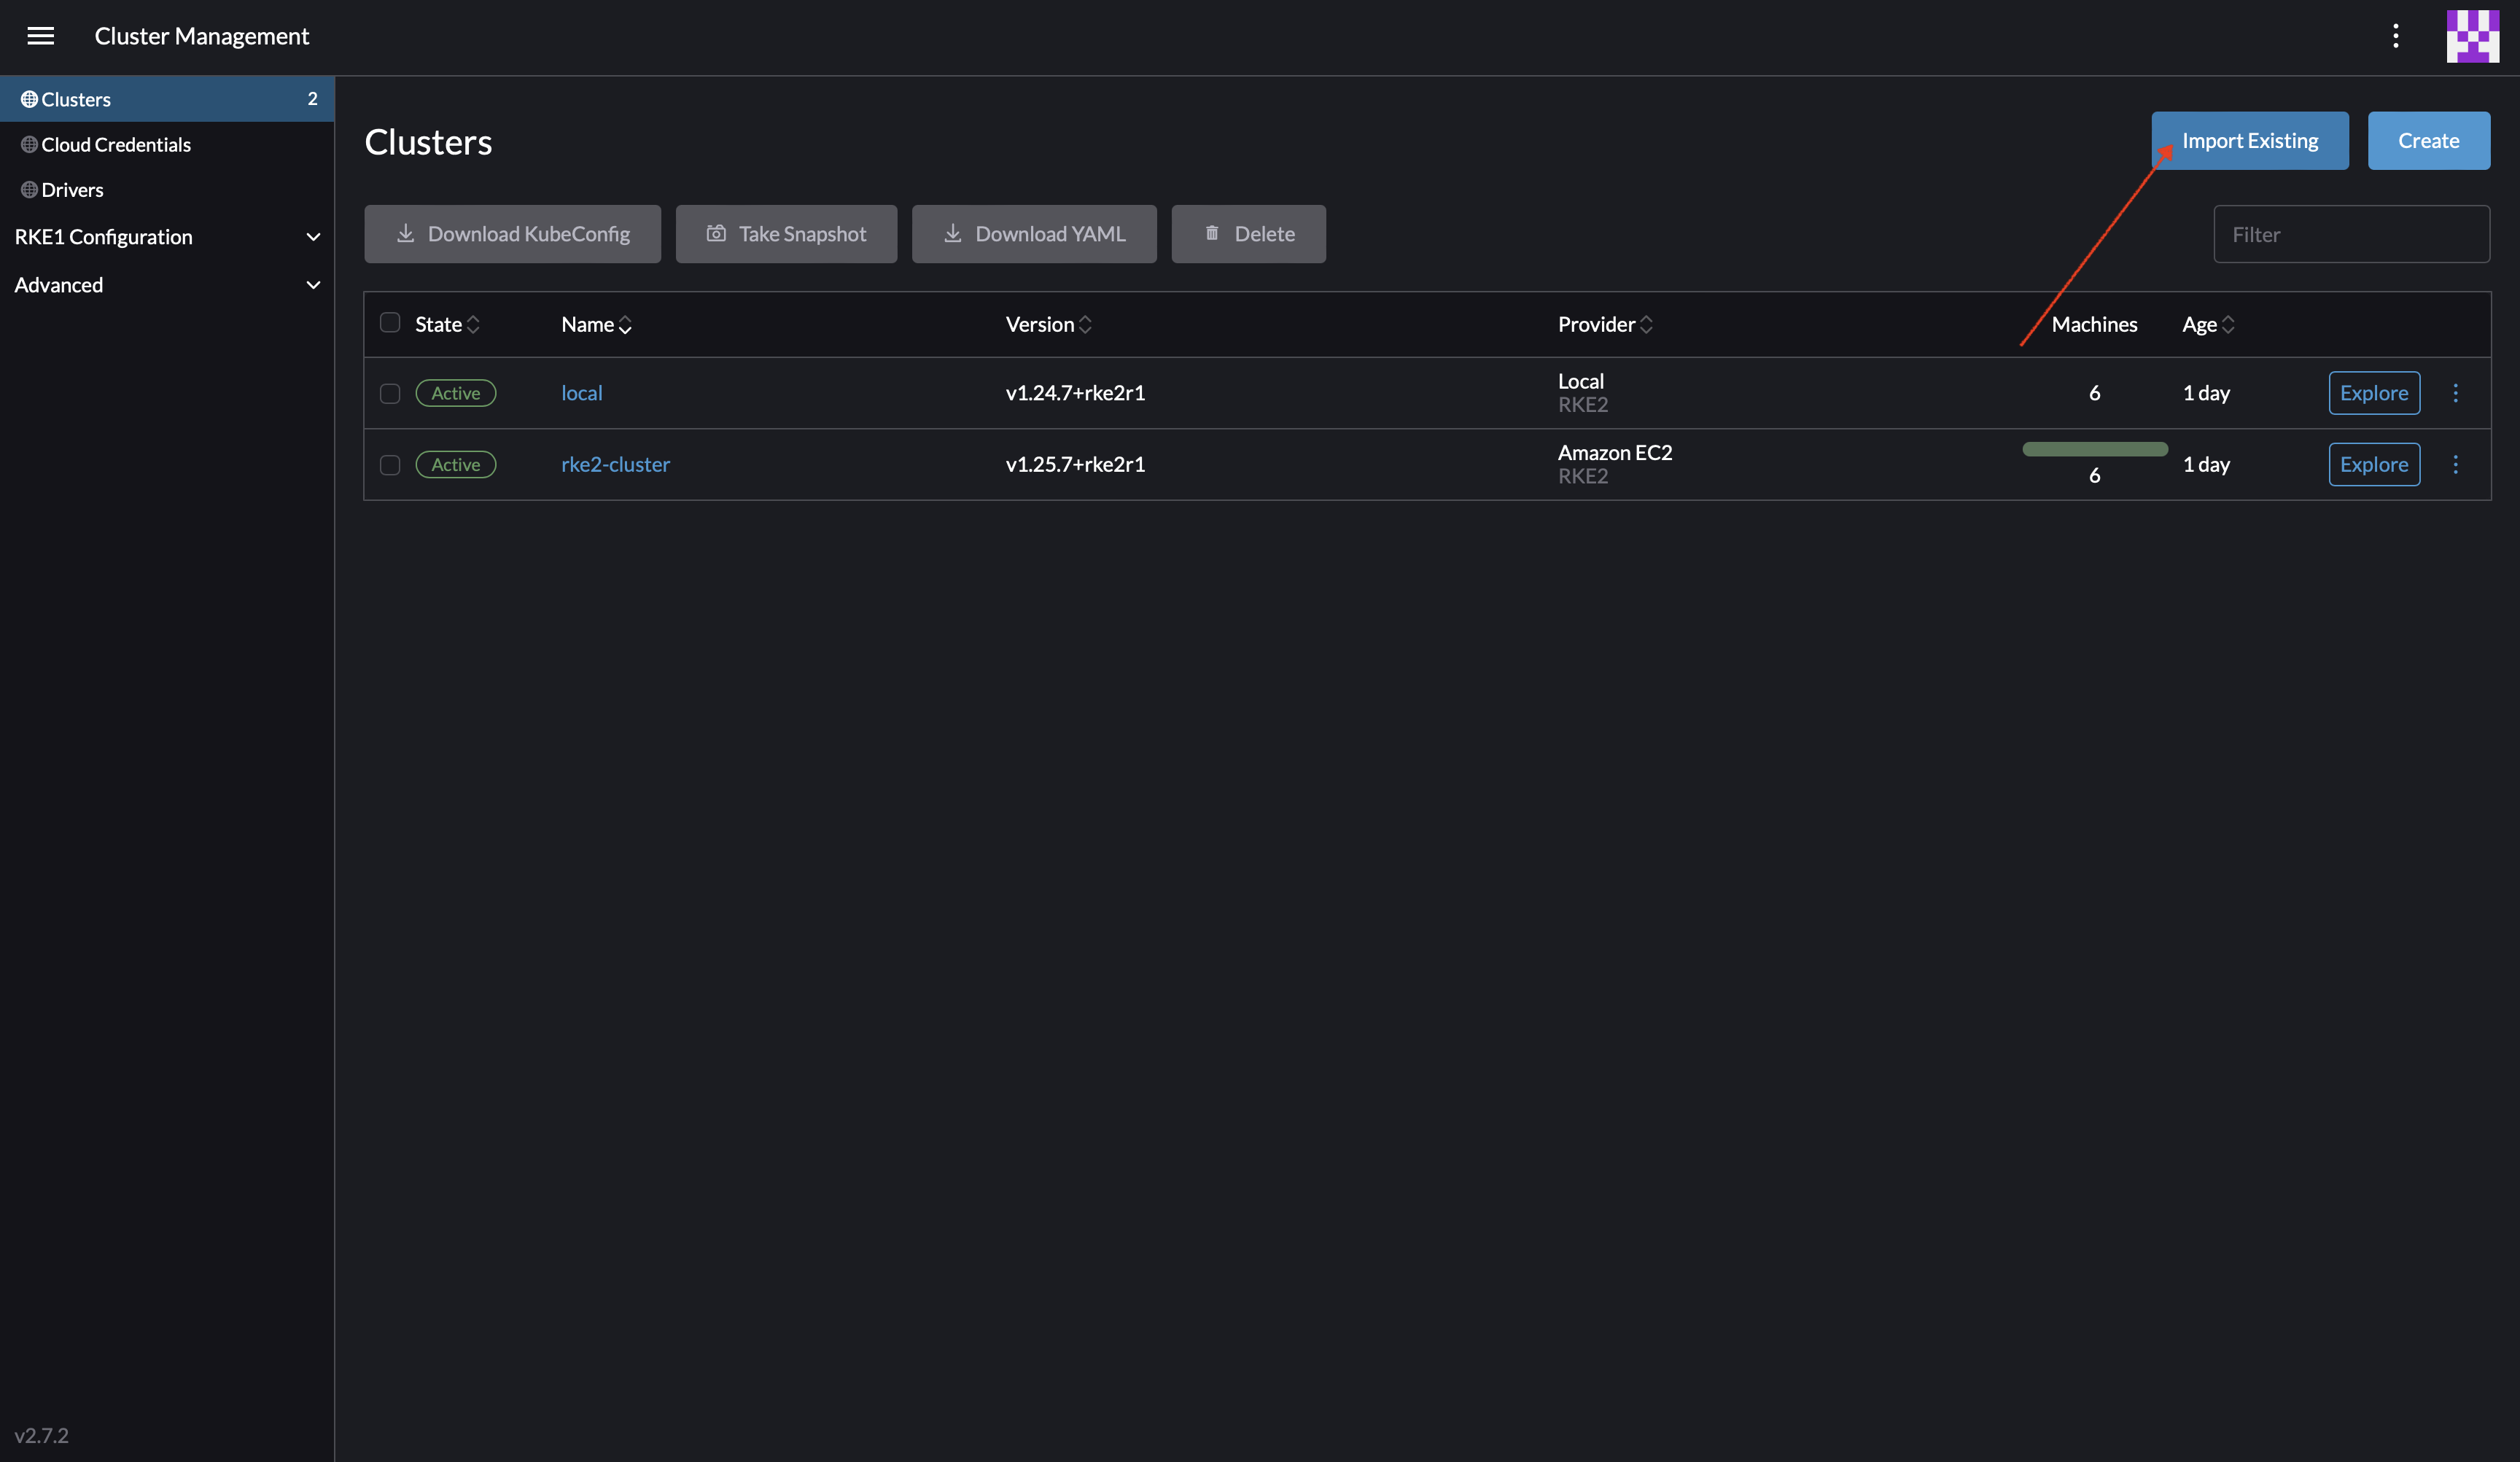 Cluster Management
Clusters 2
Cloud Credentials
Drivers
RKE1 Configuration
Advanced
v2.7.2
Clusters
Import Existing Create
Download KubeConfig Take Snapshot Download YAML Delete
Filter
State Name Version Provider Machines Age
Active local v1.24.7+rke2r1 Local 6 1 day Explore
RKE2
Active rke2-cluster v1.25.7+rke2r1 Amazon EC2 6 1 day Explore
RKE2